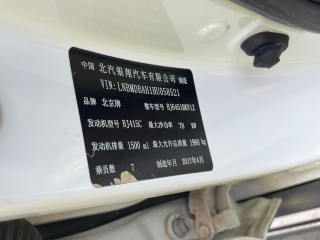 中国 北汽银翔汽车有限公司 制造
VIN:LNBMDBAH1HU058521
品牌 北京牌 整车型号 BJ6451HKV1Z
发动机型号 BJ415C 最大净功率 78 kW
发动机排量 1500 ml 最大允许总质量 1980 kg
乘员数 7 制造年月 2017年4月